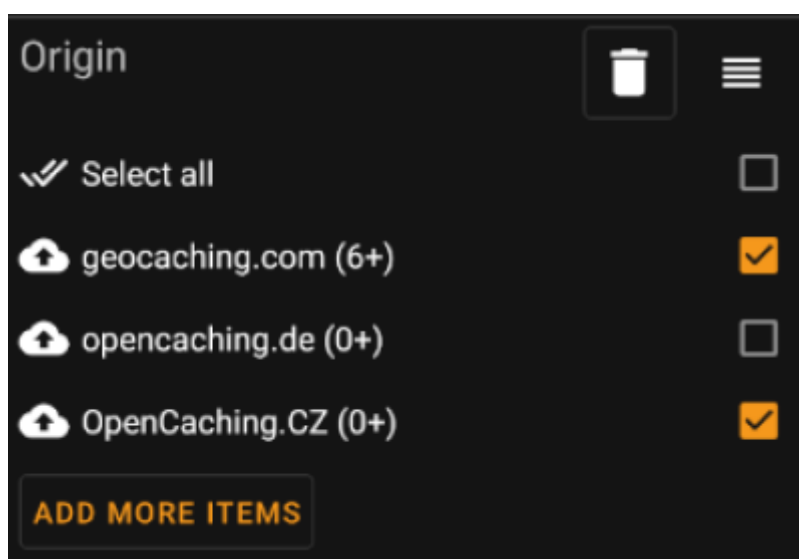 Origin
Select all
geocaching.com (6+)
opencaching.de (0+)
OpenCaching.CZ (0+)
ADD MORE ITEMS